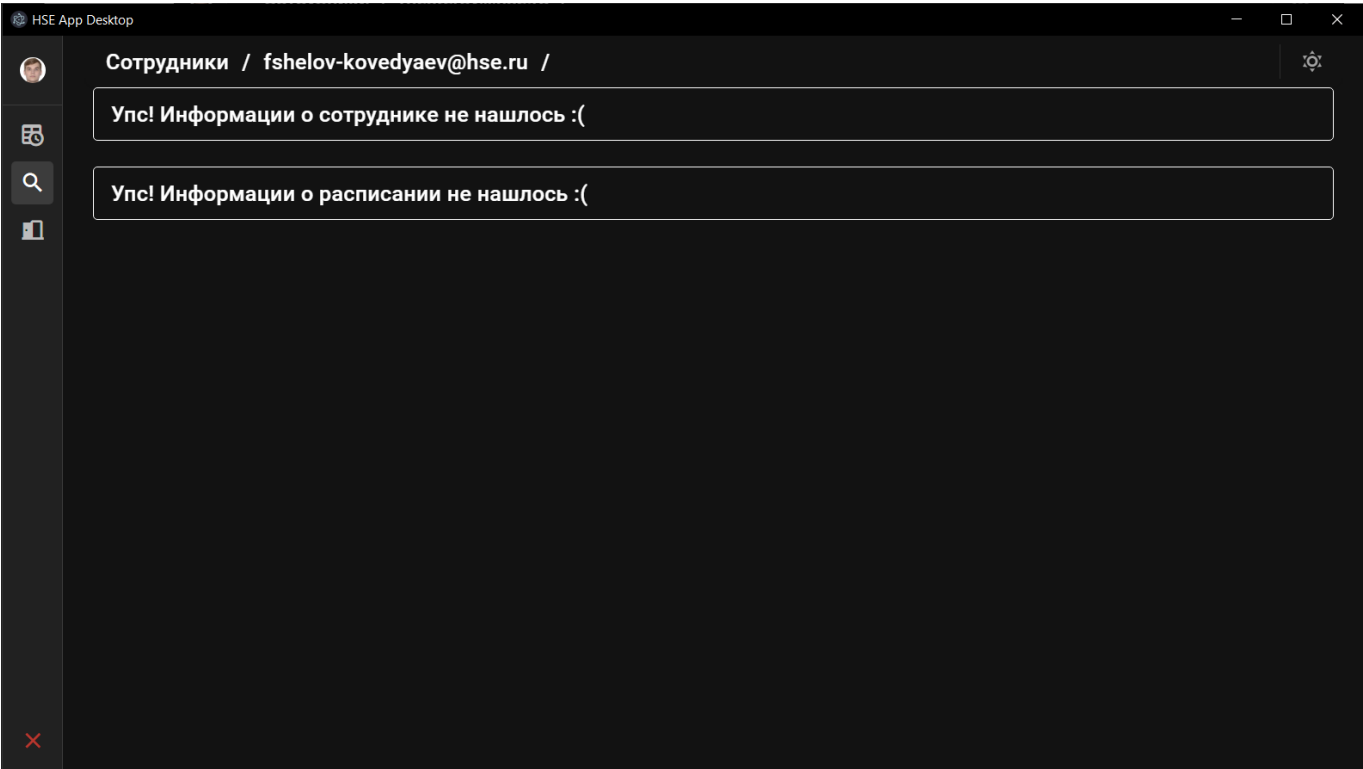 HSE App Desktop
Сотрудники / fshelov-kovedyaev@hse.ru /
Упс! Информации о сотруднике не нашлось :(
Упс! Информации о расписании не нашлось :(